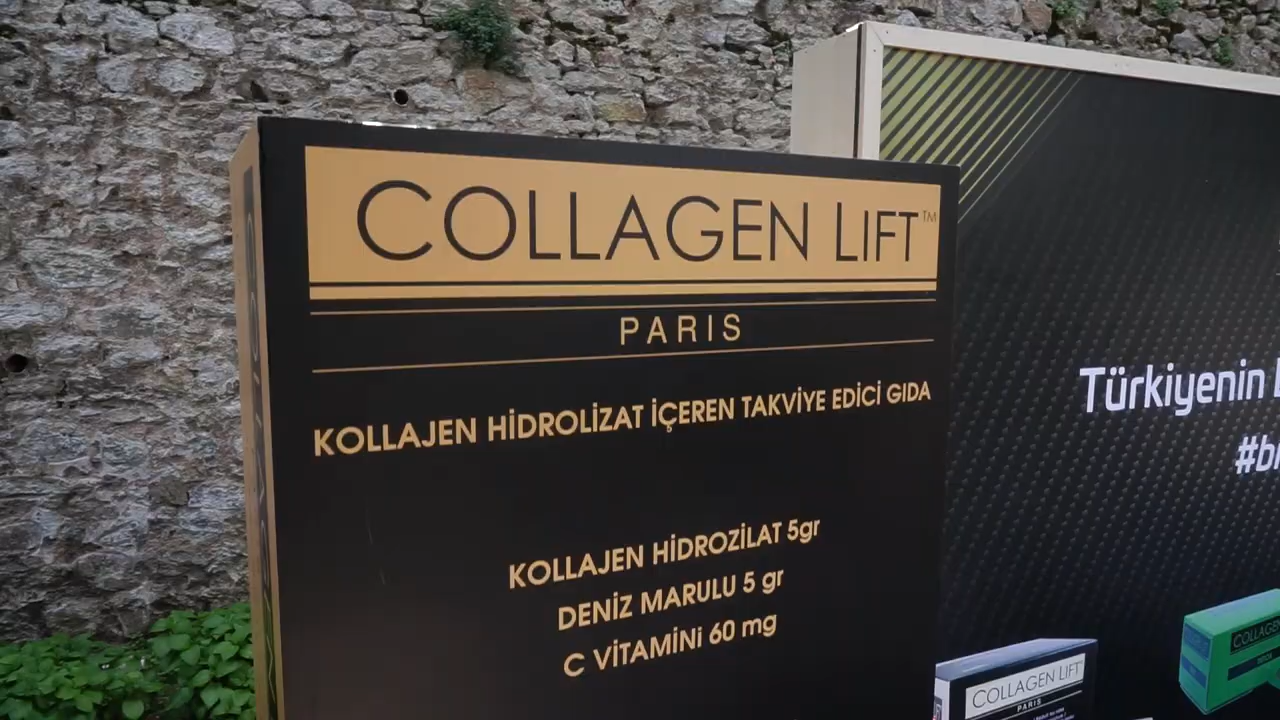 COLLAGEN LIFT™
PARIS
KOLLAJEN HİDROLİZAT İÇEREN TAKVİYE EDİCİ GIDA
KOLLAJEN HİDROZİLAT 5gr
DENİZ MARULU 5 gr
C VİTAMİNİ 60 mg
Türkiyenin
COLLAGEN LIFT
PARIS